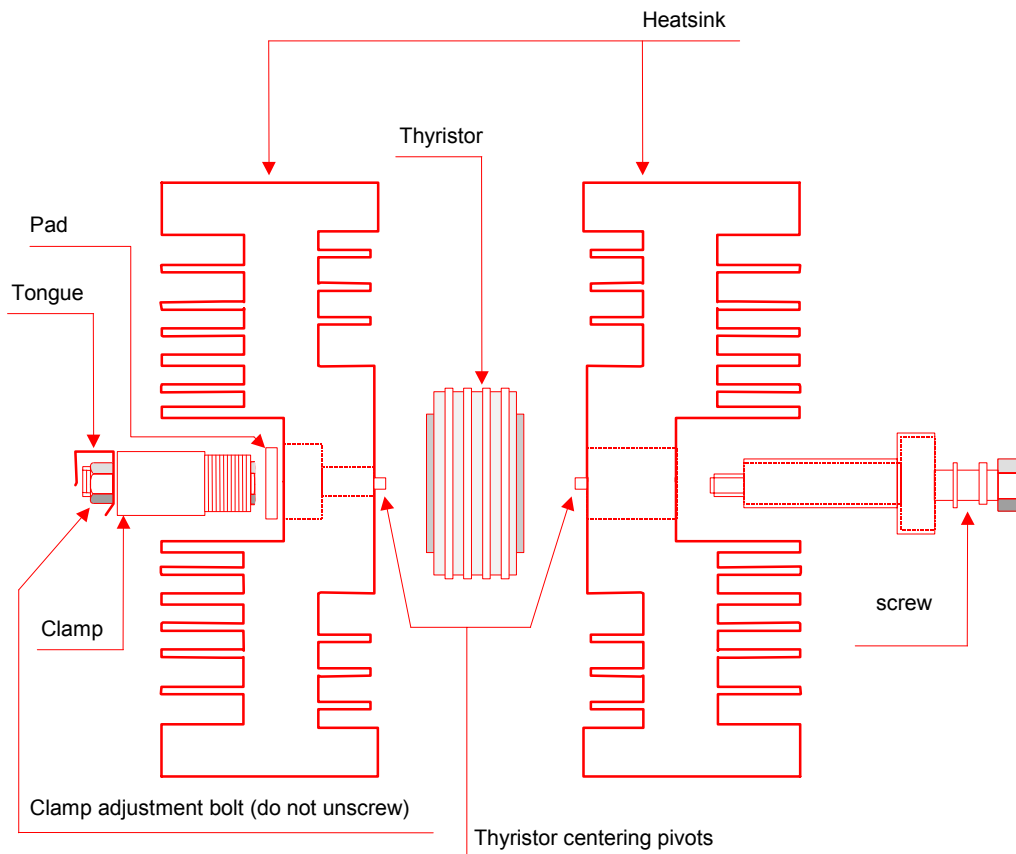 Heatsink
Thyristor
Pad
Tongue
screw
Clamp
Clamp adjustment bolt (do not unscrew)
Thyristor centering pivots